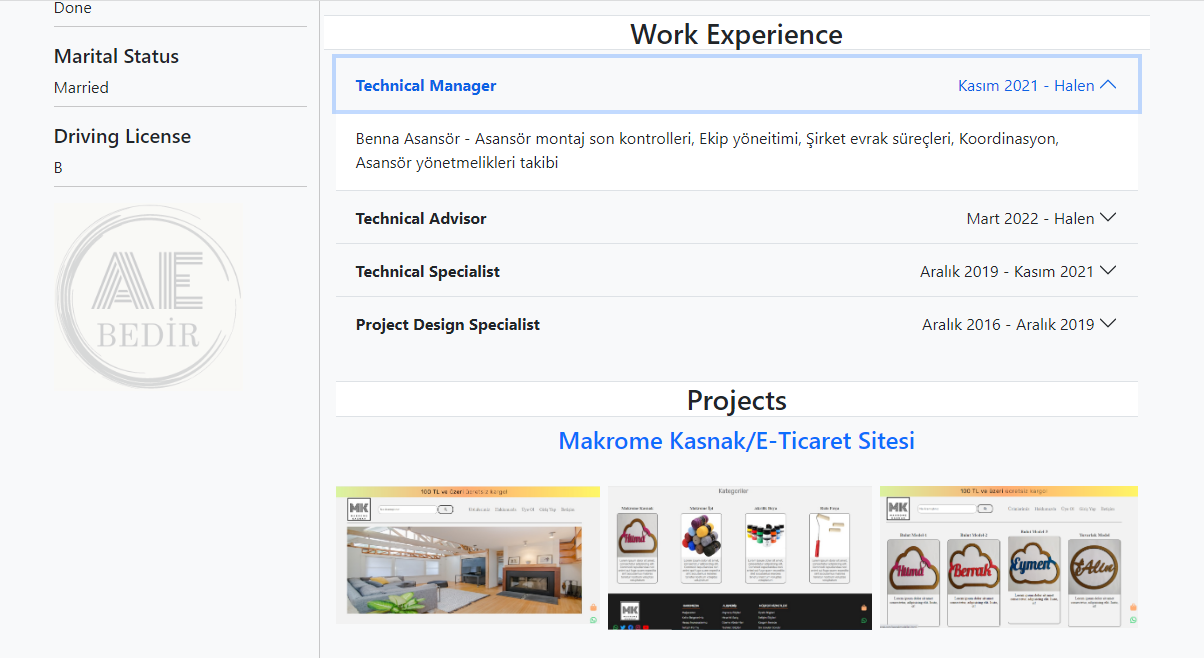 Done
Marital Status
Married
Driving License
B
AE
BEDİR
Work Experience
Technical Manager
Kasım 2021 - Halen
Benna Asansör - Asansör montaj son kontrolleri, Ekip yöneitimi, Şirket evrak süreçleri, Koordinasyon,
Asansör yönetmelikleri takibi
Technical Advisor
Mart 2022 - Halen
Technical Specialist
Aralık 2019 - Kasım 2021
Project Design Specialist
Aralık 2016 - Aralık 2019
Projects
Makrome Kasnak/E-Ticaret Sitesi
100 TL ve Üzeri Ücretsiz Kargo!
MK
Kategoriler
Hüma
MK
100 TL ve Üzeri Ücretsiz Kargo!
MK
Bulut Model 1
Bulut Model 2
Bulut Model 3
Yuvarlak Model
Hüma
Berrak
Eymen
Alin